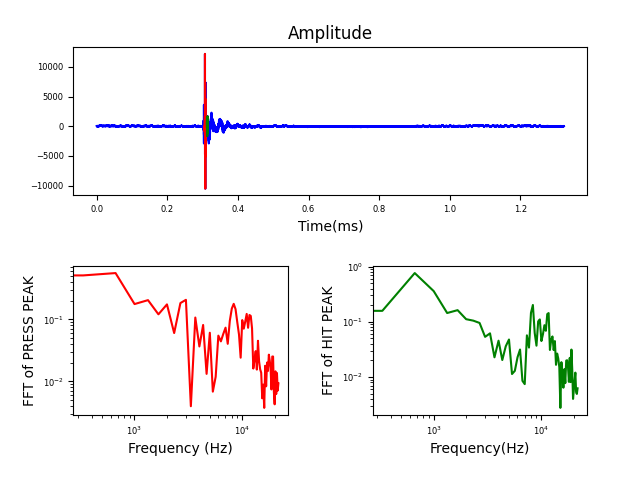 Amplitude
10000
5000
0
−5000
−10000
0.0 0.2 0.4 0.6 0.8 1.0 1.2
Time(ms)
FFT of PRESS PEAK
10⁻¹
10⁻²
10³ 10⁴
Frequency (Hz)
FFT of HIT PEAK
10⁰
10⁻¹
10⁻²
10³ 10⁴
Frequency(Hz)